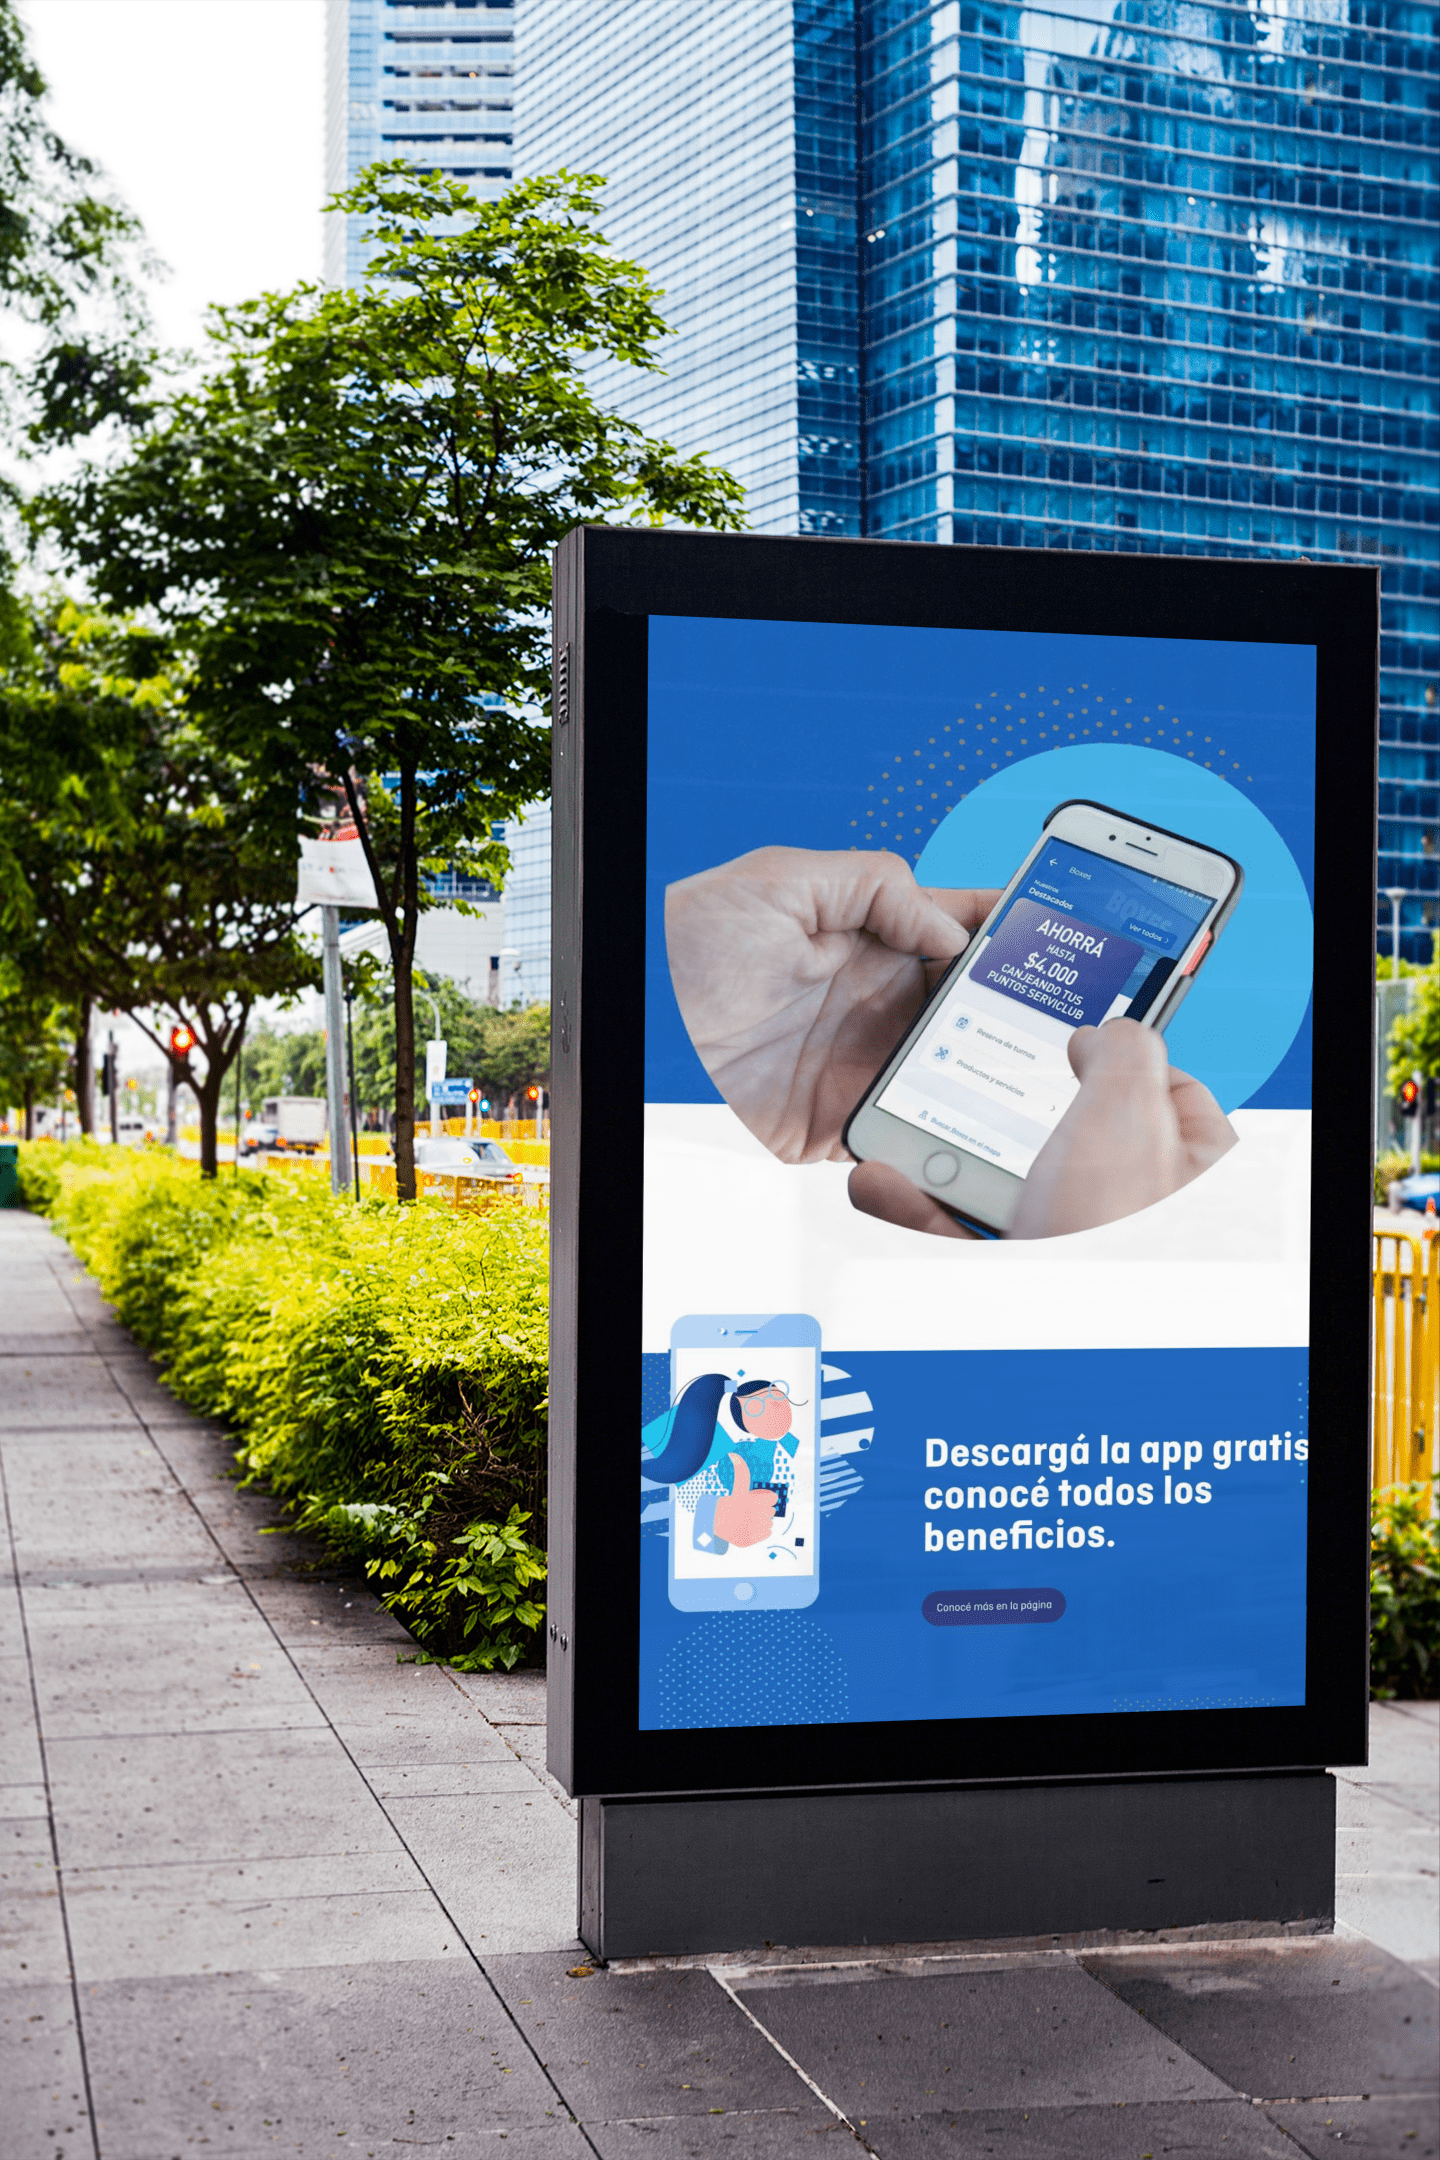 Boxes
Nuestros
Destacados
Boxes
Ver todos
AHORRÁ
HASTA
$4.000
CANJEANDO TUS
PUNTOS SERVICLUB
Reserva de turnos
Productos y servicios
Buscar Boxes en el mapa
Descargá la app gratis
conocé todos los
beneficios.
Conocé más en la página